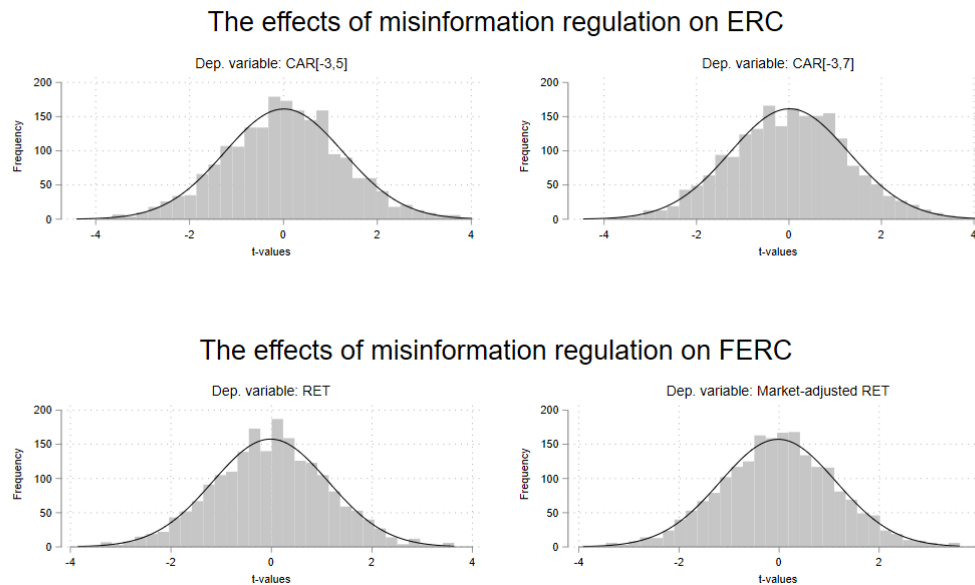 The effects of misinformation regulation on ERC
Dep. variable: CAR[-3,5]
200
150
100
50
0
Frequency
-4 -2 0 2 4
t-values
Dep. variable: CAR[-3,7]
200
150
100
50
0
Frequency
-4 -2 0 2 4
t-values
The effects of misinformation regulation on FERC
Dep. variable: RET
200
150
100
50
0
Frequency
-4 -2 0 2 4
t-values
Dep. variable: Market-adjusted RET
200
150
100
50
0
Frequency
-4 -2 0 2
t-values